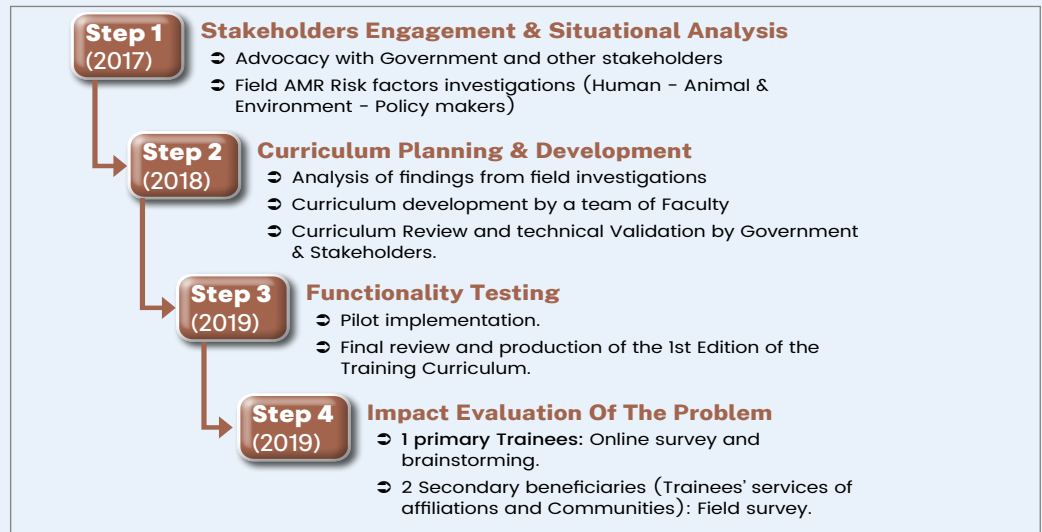 Step 1
(2017)
Stakeholders Engagement & Situational Analysis
➲ Advocacy with Government and other stakeholders
➲ Field AMR Risk factors investigations (Human - Animal &
Environment - Policy makers)
Step 2
(2018)
Curriculum Planning & Development
➲ Analysis of findings from field investigations
➲ Curriculum development by a team of Faculty
➲ Curriculum Review and technical Validation by Government
& Stakeholders.
Step 3
(2019)
Functionality Testing
➲ Pilot implementation.
➲ Final review and production of the 1st Edition of the
Training Curriculum.
Step 4
(2019)
Impact Evaluation Of The Problem
➲ 1 primary Trainees: Online survey and
brainstorming.
➲ 2 Secondary beneficiaries (Trainees' services of
affiliations and Communities): Field survey.